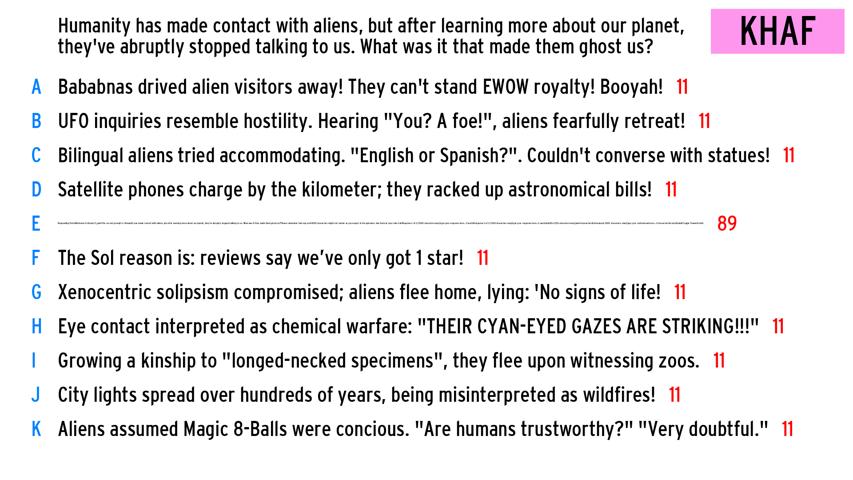 Humanity has made contact with aliens, but after learning more about our planet,
they've abruptly stopped talking to us. What was it that made them ghost us?
KHAF
A Bababnas drived alien visitors away! They can't stand EWOW royalty! Booyah! 11
B UFO inquiries resemble hostility. Hearing "You? A foe!", aliens fearfully retreat! 11
C Bilingual aliens tried accommodating. "English or Spanish?". Couldn't converse with statues! 11
D Satellite phones charge by the kilometer; they racked up astronomical bills! 11
E 89
F The Sol reason is: reviews say we’ve only got 1 star! 11
G Xenocentric solipsism compromised; aliens flee home, lying: 'No signs of life! 11
H Eye contact interpreted as chemical warfare: "THEIR CYAN-EYED GAZES ARE STRIKING!!!" 11
I Growing a kinship to "longed-necked specimens", they flee upon witnessing zoos. 11
J City lights spread over hundreds of years, being misinterpreted as wildfires! 11
K Aliens assumed Magic 8-Balls were concious. "Are humans trustworthy?" "Very doubtful." 11